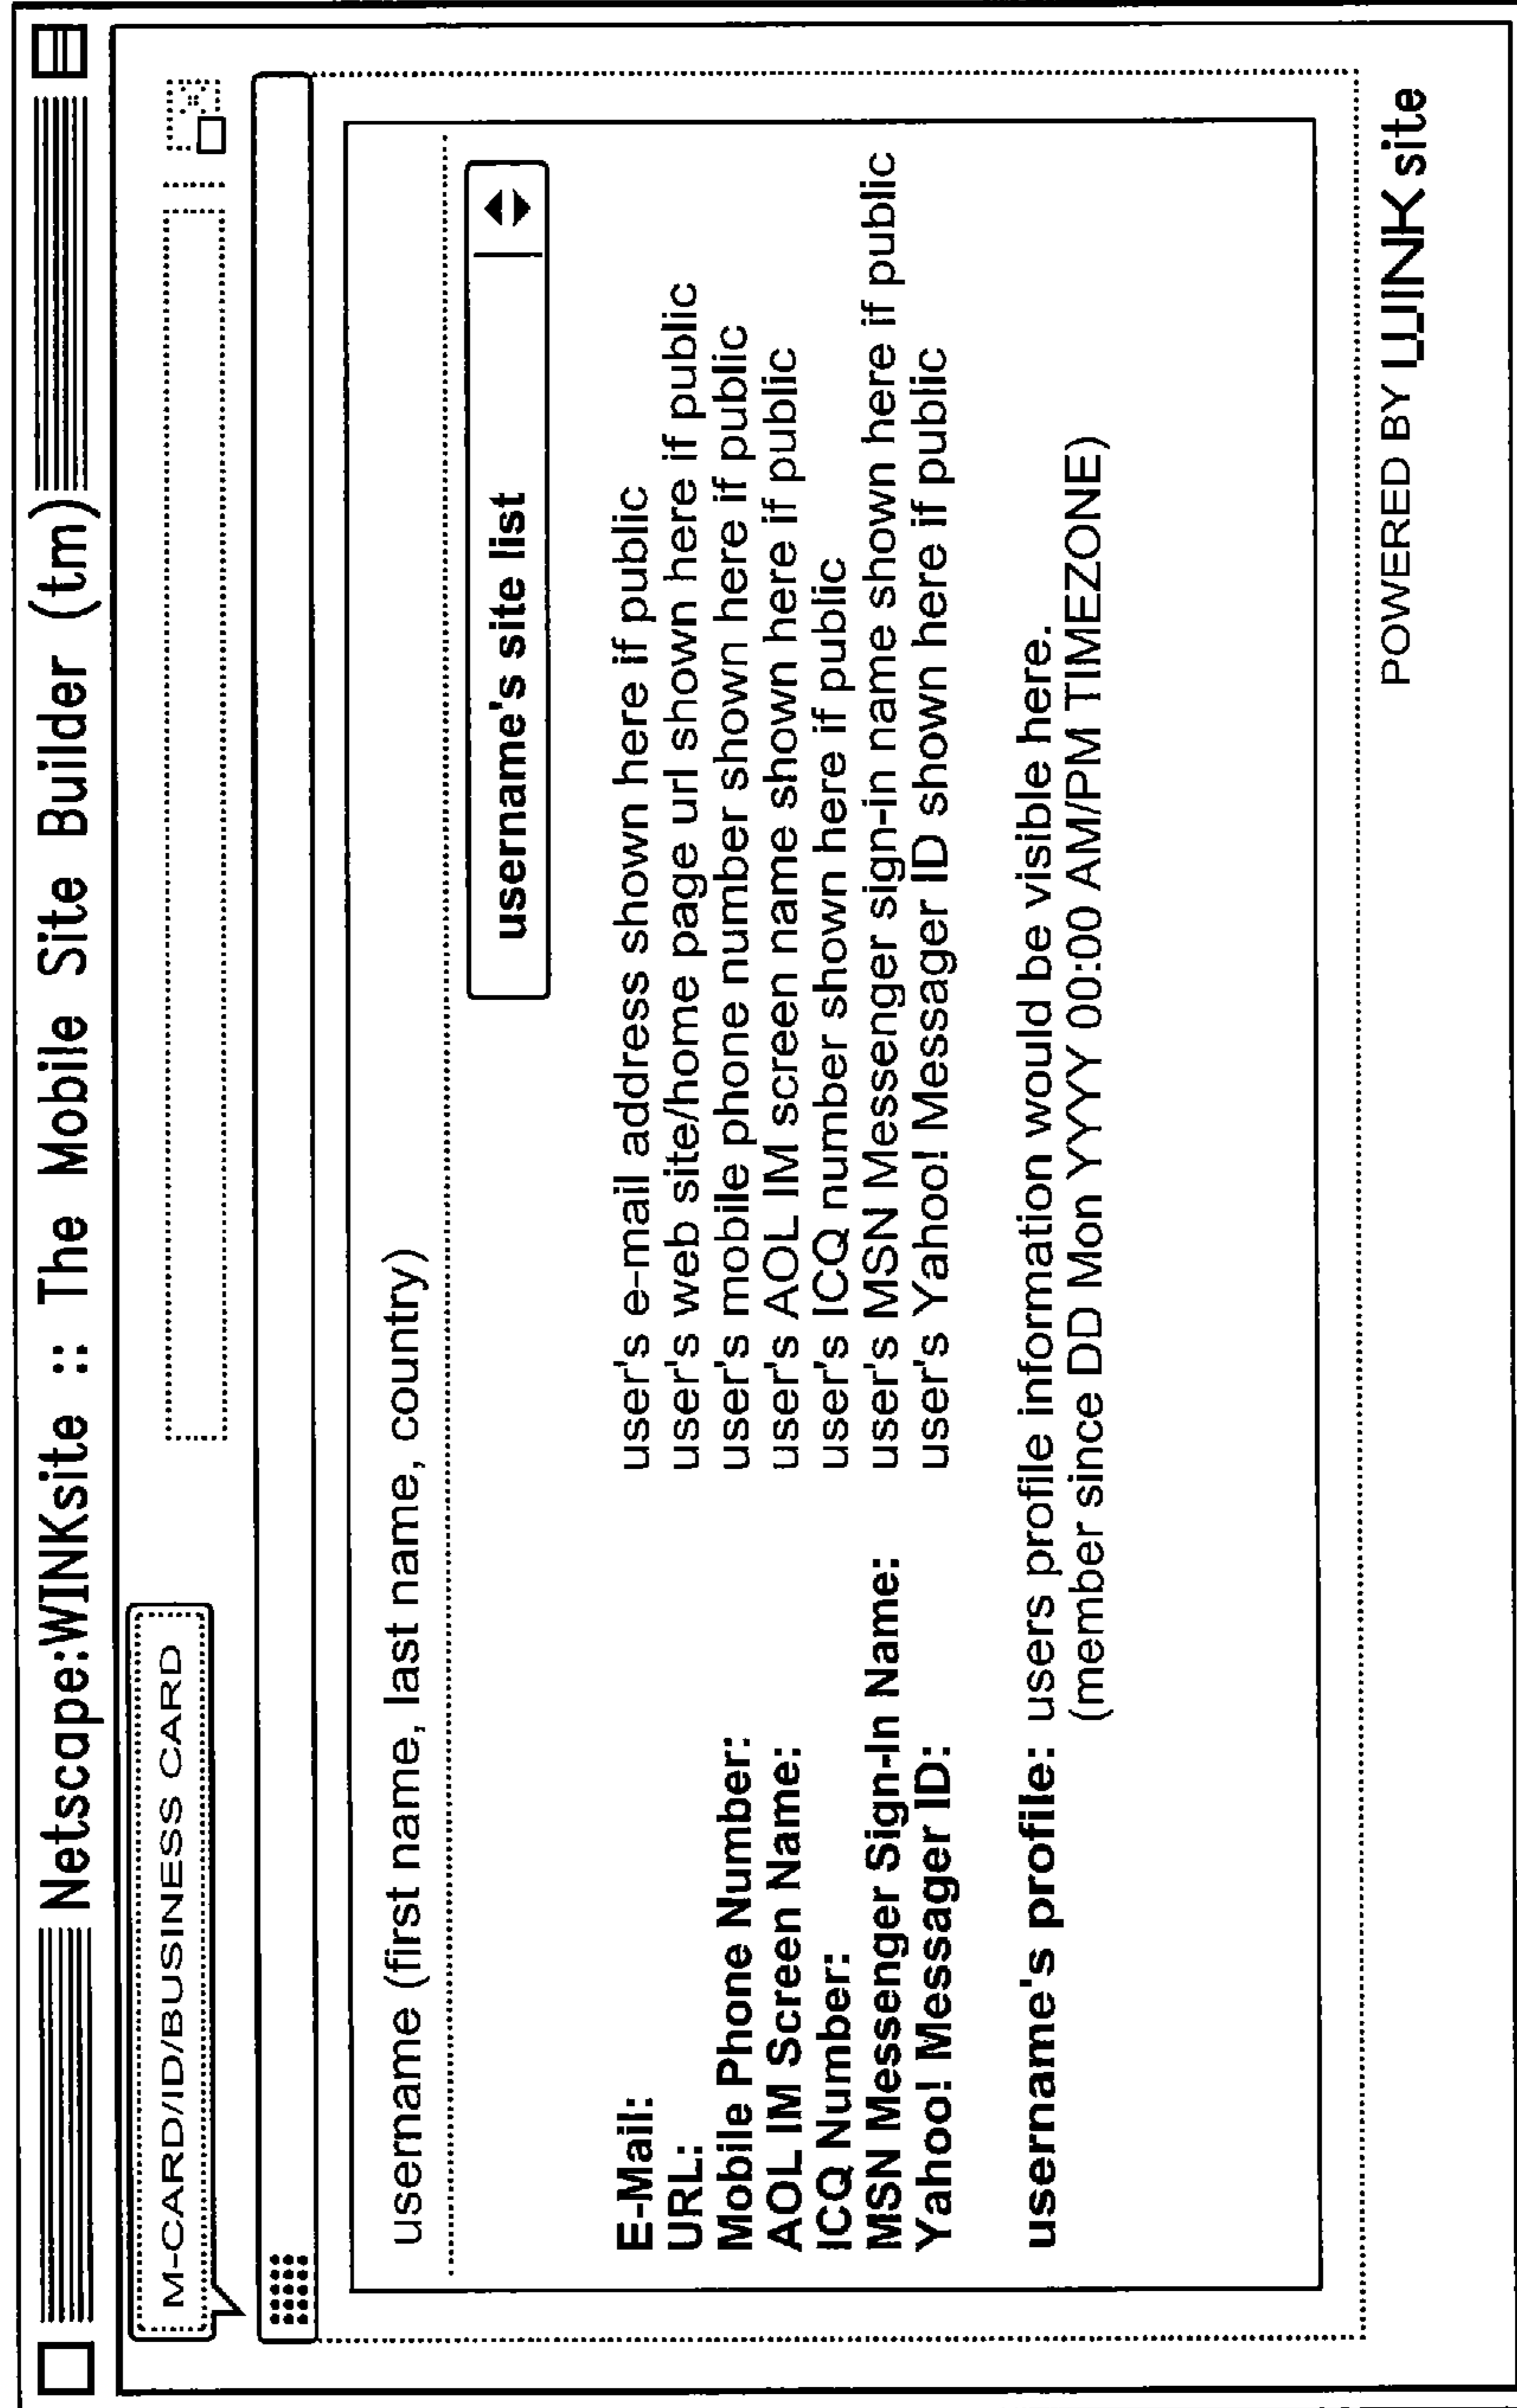 Netscape:WINKsite :: The Mobile Site Builder (tm)
M-CARD/ID/BUSINESS CARD
username (first name, last name, country)
username's site list
E-Mail: user's e-mail address shown here if public
URL: user's web site/home page url shown here if public
Mobile Phone Number: user's mobile phone number shown here if public
AOL IM Screen Name: user's AOL IM screen name shown here if public
ICQ Number: user's ICQ number shown here if public
MSN Messenger Sign-In Name: user's MSN Messenger sign-in name shown here if public
Yahoo! Messager ID: user's Yahoo! Messager ID shown here if public
username's profile: users profile information would be visible here.
(member since DD Mon YYYY 00:00 AM/PM TIMEZONE)
POWERED BY WINKsite